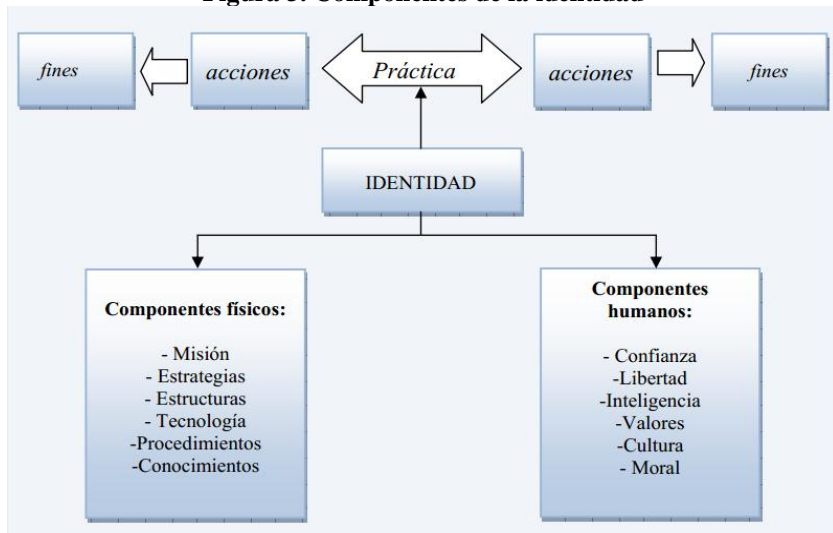 fines
acciones
Práctica
acciones
fines
IDENTIDAD
Componentes físicos:
- Misión
- Estrategias
- Estructuras
- Tecnología
-Procedimientos
-Conocimientos
Componentes
humanos:
- Confianza
-Libertad
-Inteligencia
-Valores
-Cultura
- Moral